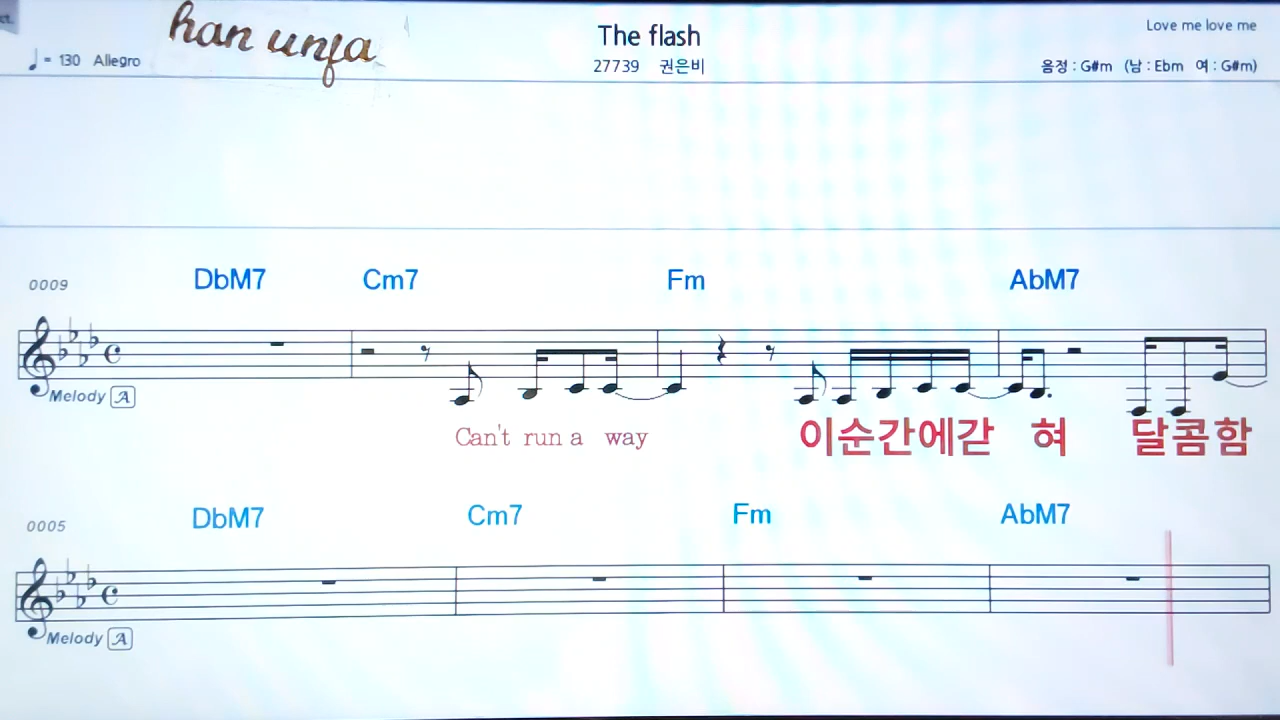 ct.
han unfa
The flash
Love me love me
♩ = 130 Allegro
27739 권은비
음정 : G#m (남 : Ebm 여 : G#m)
0009
DbM7 Cm7 Fm AbM7
Melody A
Can't run a way 이순간에갇 혀 달콤함
0005
DbM7 Cm7 Fm AbM7
Melody A